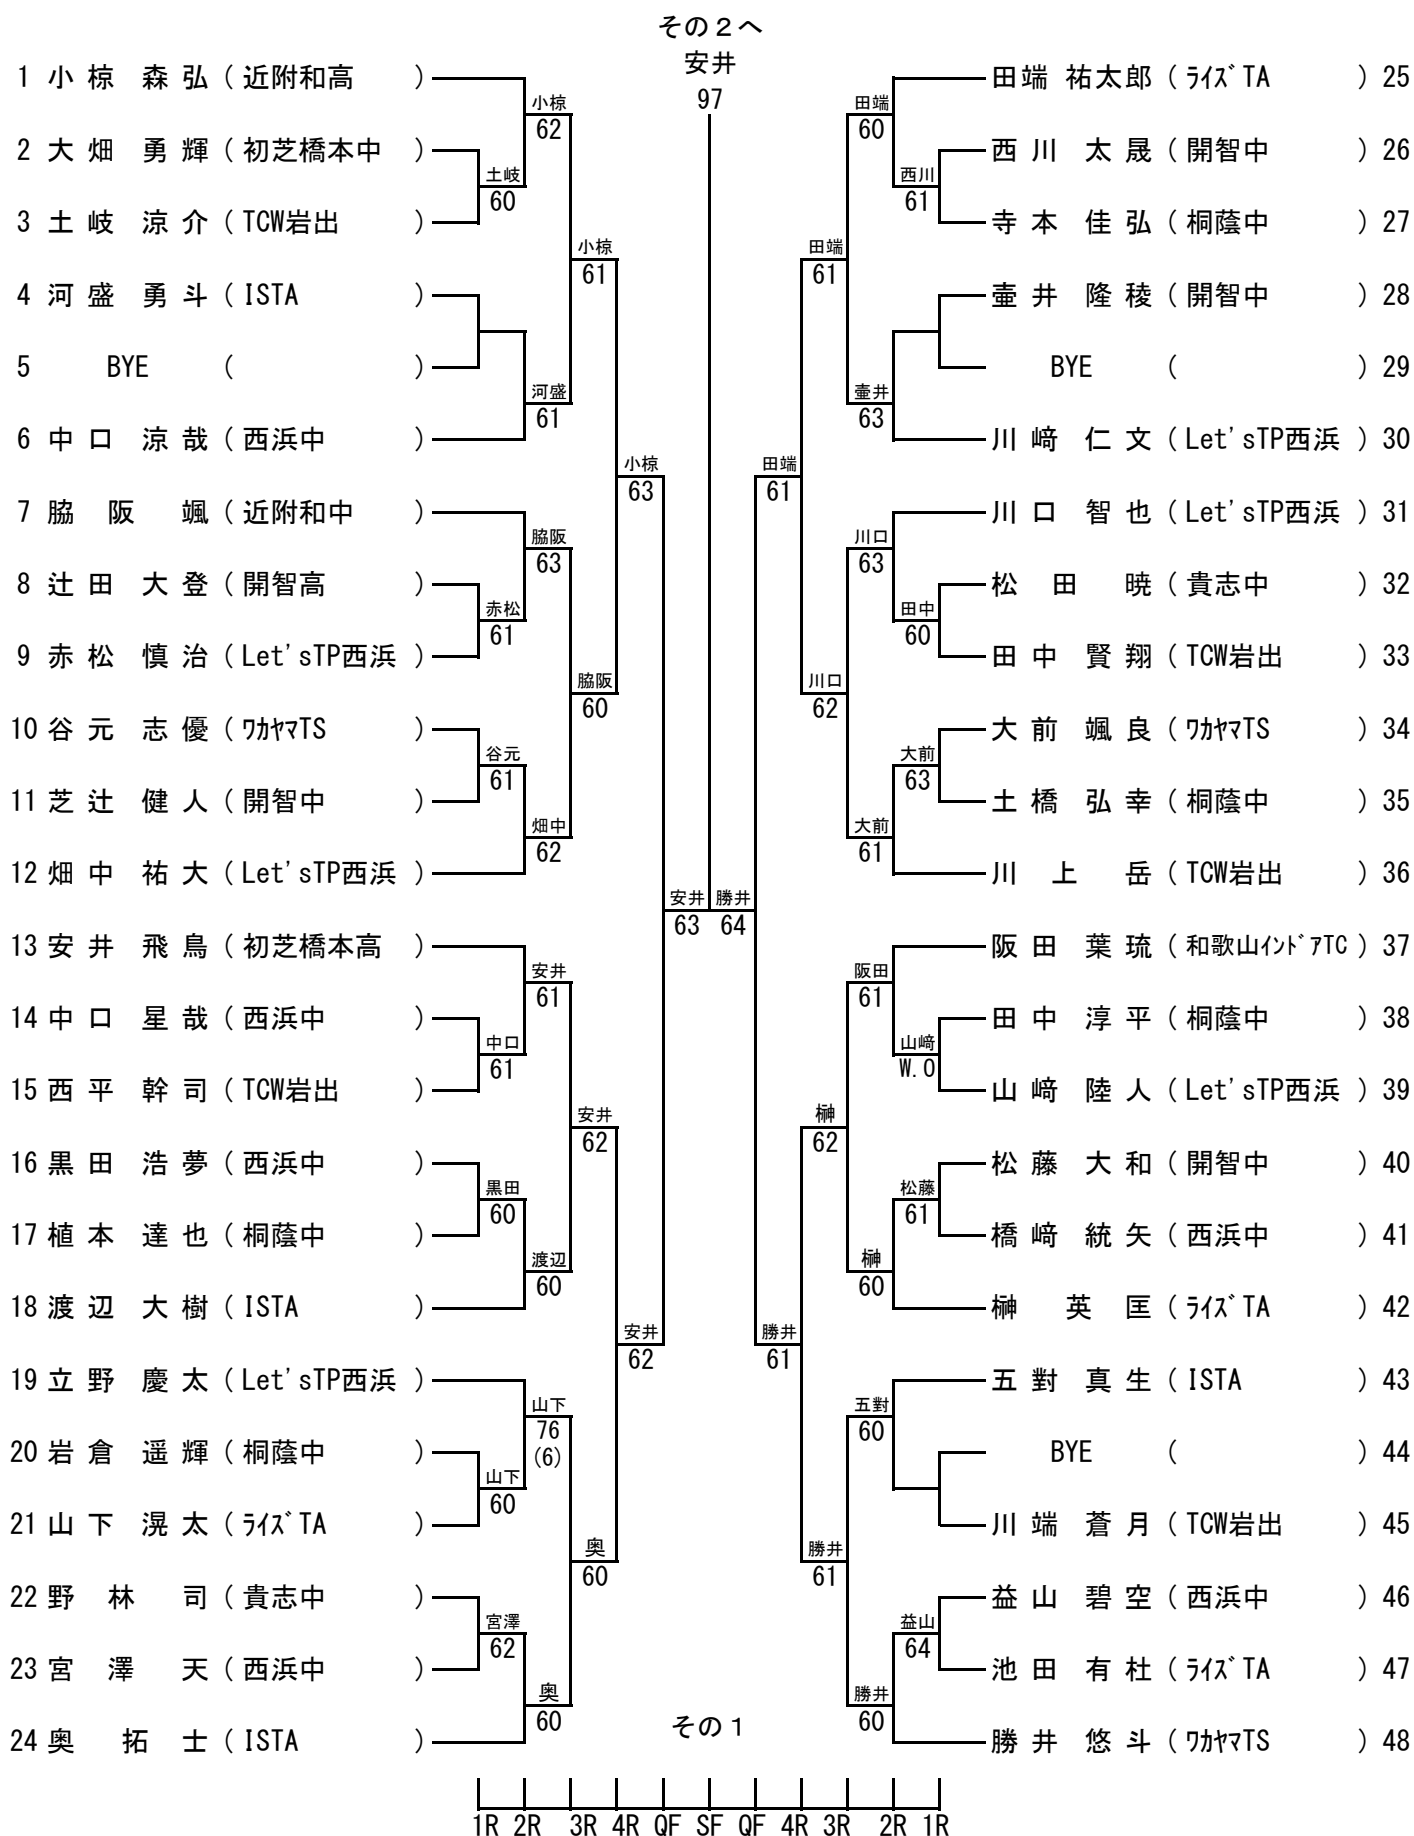 その２へ
安井
97
1 小椋 森弘 ( 近附和高 )
小椋
62
2 大畑 勇輝 ( 初芝橋本中 )
土岐
60
3 土岐 涼介 ( TCW岩出 )
小椋
61
4 河盛 勇斗 ( ISTA )
5 BYE ( )
河盛
61
6 中口 涼哉 ( 西浜中 )
小椋
63
7 脇阪 颯 ( 近附和中 )
脇阪
63
8 辻田 大登 ( 開智高 )
赤松
61
9 赤松 慎治 ( Let'sTP西浜 )
脇阪
60
10 谷元 志優 ( ﾜｶﾔﾏTS )
谷元
61
11 芝辻 健人 ( 開智中 )
畑中
62
12 畑中 祐大 ( Let'sTP西浜 )
安井
63
13 安井 飛鳥 ( 初芝橋本高 )
安井
61
14 中口 星哉 ( 西浜中 )
中口
61
15 西平 幹司 ( TCW岩出 )
安井
62
16 黒田 浩夢 ( 西浜中 )
黒田
60
17 植本 達也 ( 桐蔭中 )
渡辺
60
18 渡辺 大樹 ( ISTA )
安井
62
19 立野 慶太 ( Let'sTP西浜 )
山下
76
(6)
20 岩倉 遥輝 ( 桐蔭中 )
山下
60
21 山下 滉太 ( ﾗｲｽﾞTA )
奥
60
22 野林 司 ( 貴志中 )
宮澤
62
23 宮澤 天 ( 西浜中 )
奥
60
24 奥 拓士 ( ISTA )
田端 祐太郎 ( ﾗｲｽﾞTA ) 25
田端
60
西川 太晟 ( 開智中 ) 26
西川
61
寺本 佳弘 ( 桐蔭中 ) 27
田端
61
壷井 隆稜 ( 開智中 ) 28
BYE ( ) 29
壷井
63
川﨑 仁文 ( Let'sTP西浜 ) 30
田端
61
川口 智也 ( Let'sTP西浜 ) 31
川口
63
松田 暁 ( 貴志中 ) 32
田中
60
田中 賢翔 ( TCW岩出 ) 33
川口
62
大前 颯良 ( ﾜｶﾔﾏTS ) 34
大前
63
土橋 弘幸 ( 桐蔭中 ) 35
大前
61
川上 岳 ( TCW岩出 ) 36
勝井
64
阪田 葉琉 ( 和歌山ｲﾝﾄﾞｱTC ) 37
阪田
61
田中 淳平 ( 桐蔭中 ) 38
山﨑
W.O
山﨑 陸人 ( Let'sTP西浜 ) 39
榊
62
松藤 大和 ( 開智中 ) 40
松藤
61
橋﨑 統矢 ( 西浜中 ) 41
榊
60
榊 英匡 ( ﾗｲｽﾞTA ) 42
勝井
61
五對 真生 ( ISTA ) 43
五對
60
BYE ( ) 44
川端 蒼月 ( TCW岩出 ) 45
勝井
61
益山 碧空 ( 西浜中 ) 46
益山
64
池田 有杜 ( ﾗｲｽﾞTA ) 47
勝井
60
勝井 悠斗 ( ﾜｶﾔﾏTS ) 48
その１
1R 2R 3R 4R QF SF QF 4R 3R 2R 1R